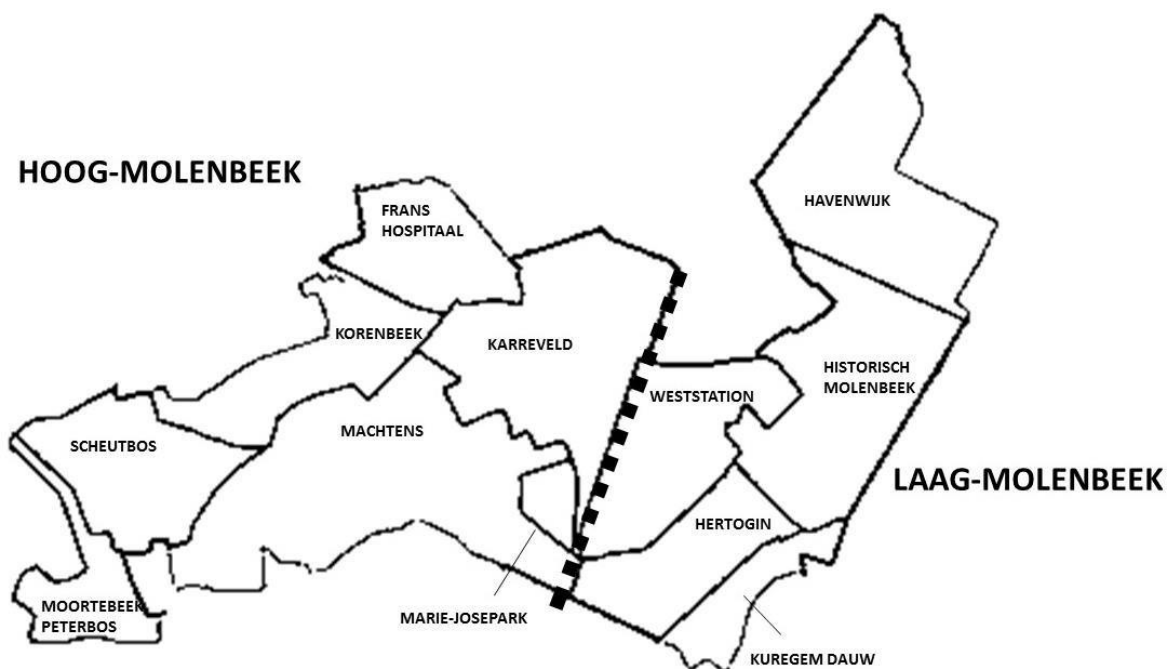 HOOG-MOLENBEEK
FRANS
HOSPITAAL
HAVENWIJK
KORENBEEK
KARREVELD
HISTORISCH
MOLENBEEK
WESTSTATION
SCHEUTBOS
MACHTENS
LAAG-MOLENBEEK
HERTOGIN
MOORTEBEEK
PETERBOS
MARIE-JOSEPARK
KUREGEM DAUW